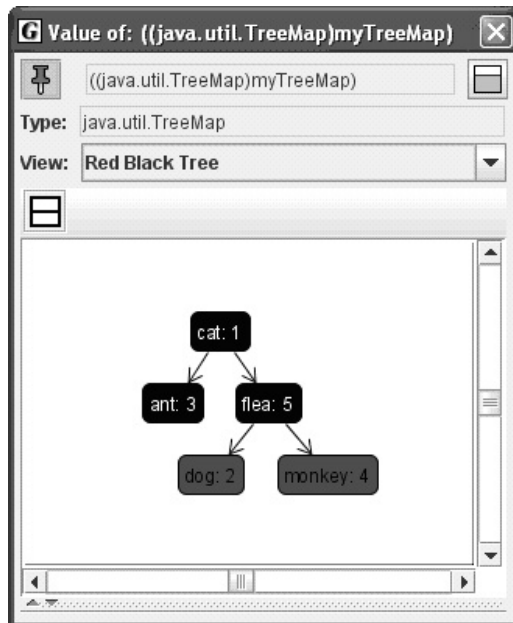 G Value of: ((java.util.TreeMap)myTreeMap)
((java.util.TreeMap)myTreeMap)
Type: java.util.TreeMap
View: Red Black Tree
cat: 1
ant: 3 flea: 5
dog: 2 monkey: 4